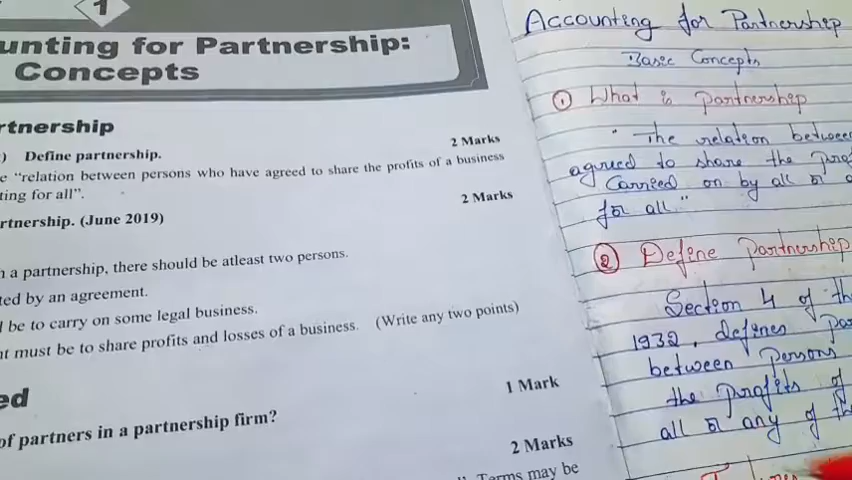 1
unting for Partnership:
Concepts
rtnership
2 Marks
) Define partnership.
e “relation between persons who have agreed to share the profits of a business
ting for all”.
2 Marks
rtnership. (June 2019)
a partnership, there should be atleast two persons.
ted by an agreement.
l be to carry on some legal business.
t must be to share profits and losses of a business. (Write any two points)
ed
1 Mark
of partners in a partnership firm?
2 Marks
Terms may be
Accounting for Partnership
Basic Concepts
① What is partnership
" The relation between
agreed to share the
Carried on by all or
for all."
② Define Partnership
Section 4 of the
1932, defines
between Persons
the profits of
all or any of the